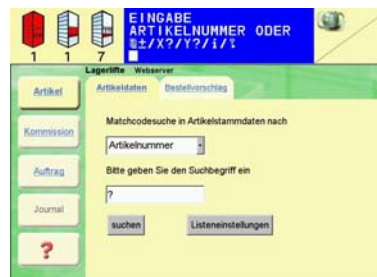 EINGABE
ARTIKELNUMMER ODER
±/X?/Y?/i/%
1 1 7
Lagerlifte Webserver
Artikel
Artikeldaten Bestellvorschlag
Matchcodesuche in Artikelstammdaten nach
Kommission
Artikelnummer
Auftrag
Bitte geben Sie den Suchbegriff ein
Journal
?
suchen Listeneinstellungen
?